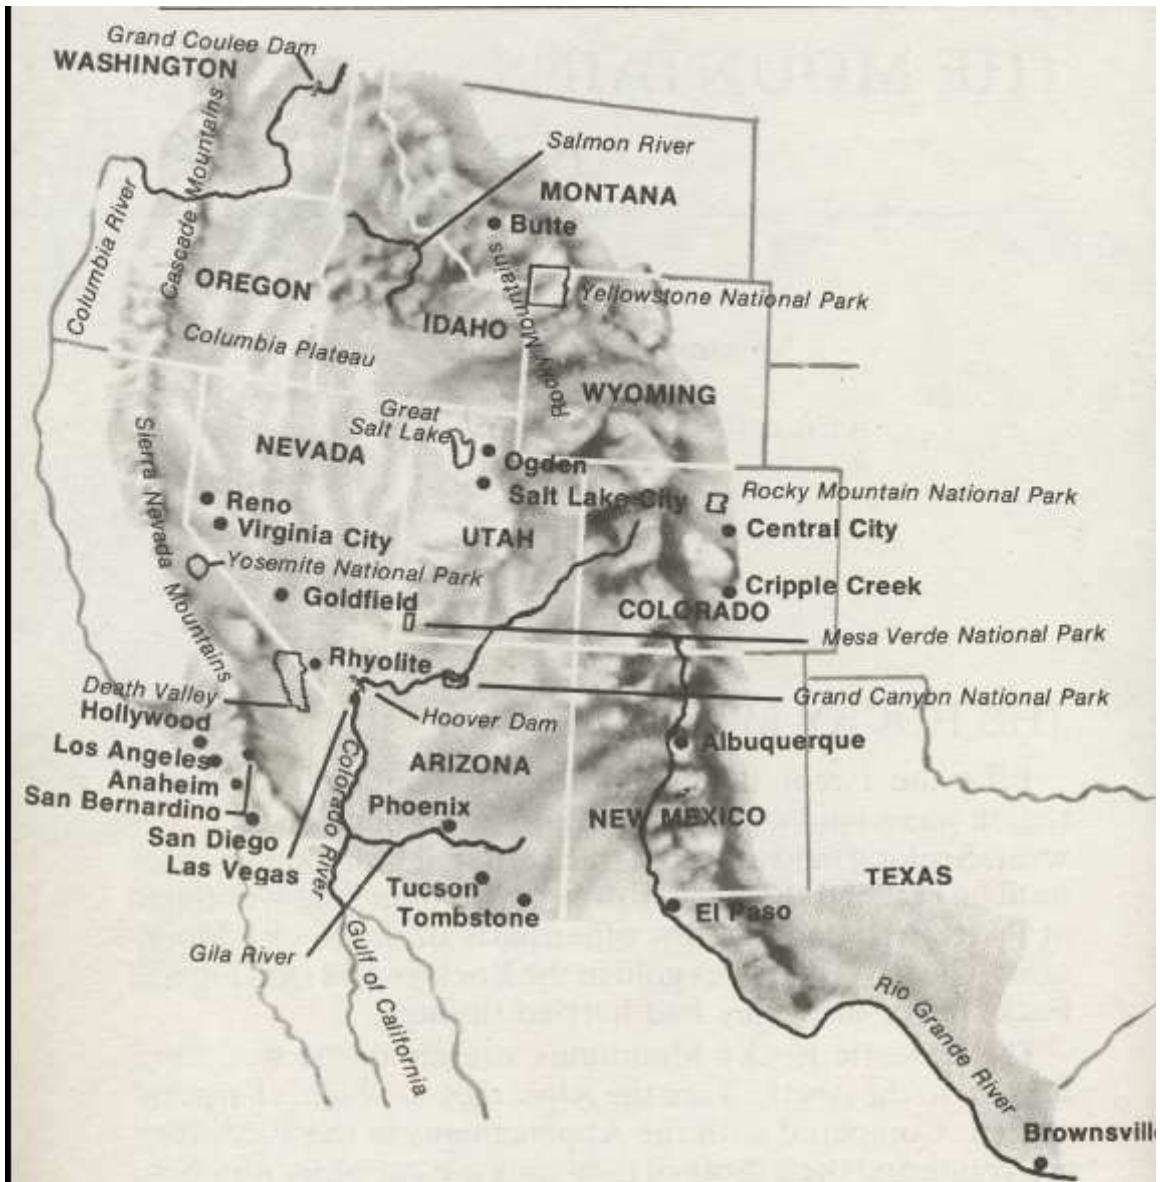 Grand Coulee Dam
WASHINGTON
Salmon River
MONTANA
Butte
Columbia River
Cascade Mountains
OREGON
Rocky Mountains
Yellowstone National Park
IDAHO
Columbia Plateau
WYOMING
Great
Salt Lake
NEVADA
Ogden
Salt Lake City
Rocky Mountain National Park
Sierra Nevada Mountains
Reno
Virginia City
UTAH
Central City
Yosemite National Park
Cripple Creek
Goldfield
COLORADO
Mesa Verde National Park
Rhyolite
Death Valley
Grand Canyon National Park
Hollywood
Hoover Dam
Los Angeles
Albuquerque
Anaheim
ARIZONA
San Bernardino
Colorado River
Phoenix
NEW MEXICO
San Diego
Las Vegas
TEXAS
Tucson
Tombstone
El Paso
Gila River
Gulf of California
Rio Grande River
Brownsvill